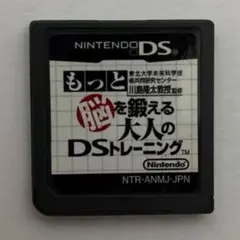 NINTENDO DS
東北大学未来科学技術共同研究センター
川島隆太教授監修
もっと
脳を鍛える
大人の
DSトレーニング™
Nintendo
NTR-ANMJ-JPN